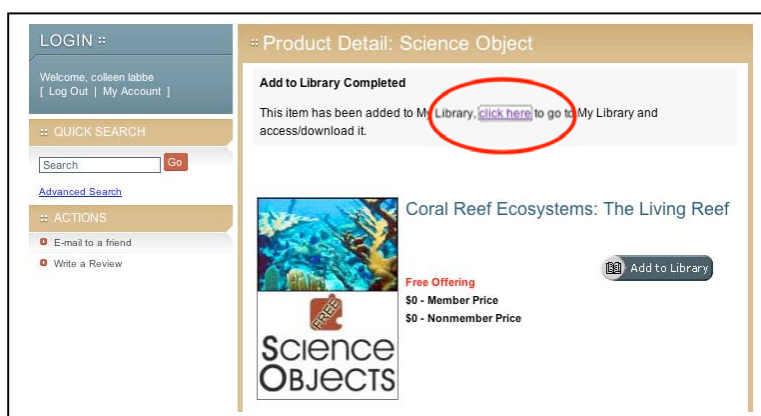 LOGIN ::
Welcome, colleen labbe
[ Log Out | My Account ]
:: QUICK SEARCH
Search
Go
Advanced Search
:: ACTIONS
E-mail to a friend
Write a Review
:: Product Detail: Science Object
Add to Library Completed
This item has been added to My Library, click here to go to My Library and
access/download it.
Coral Reef Ecosystems: The Living Reef
Add to Library
Free Offering
$0 - Member Price
$0 - Nonmember Price
FREE
SCIENCE
OBJECTS